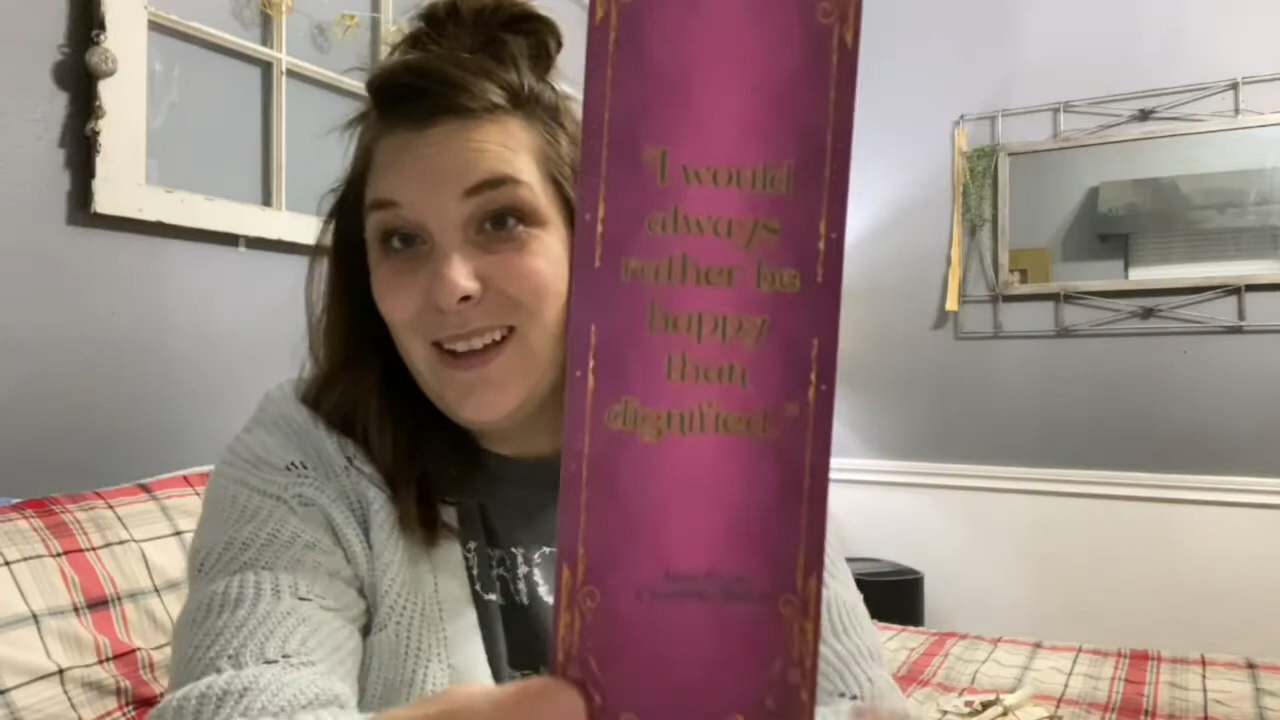 "I would
always
rather be
happy
than
dignified."